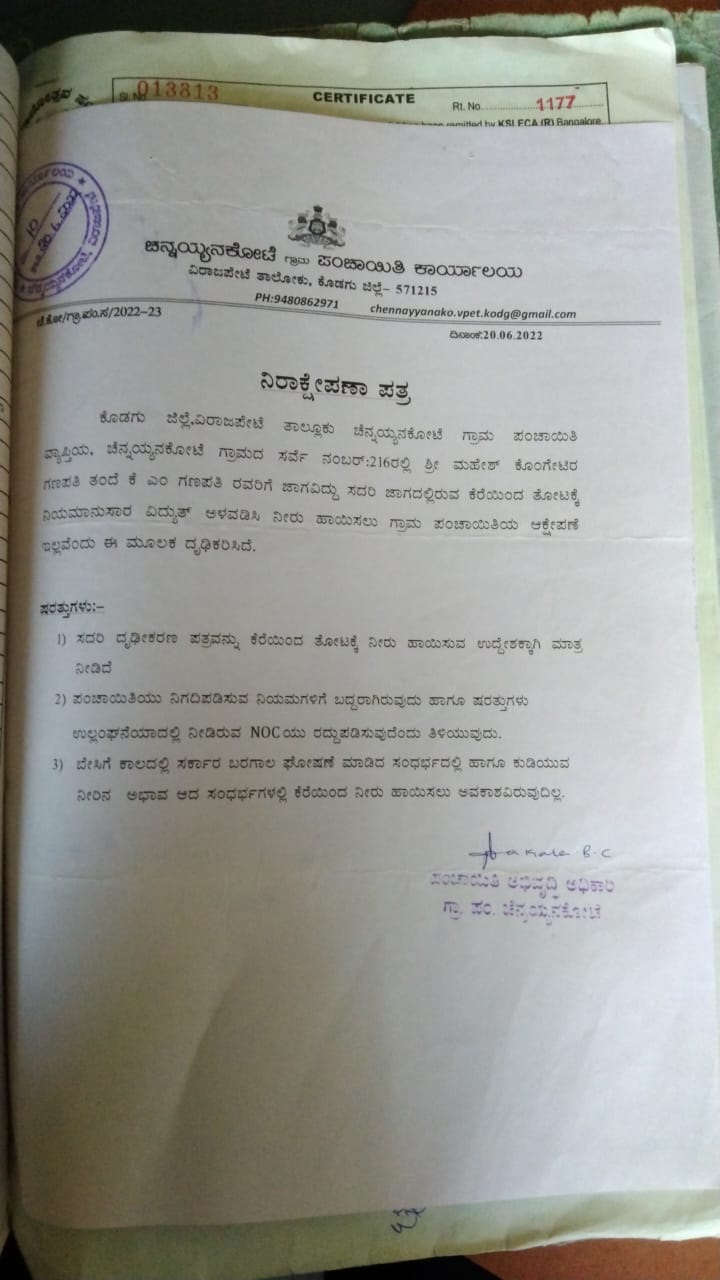 013813
CERTIFICATE
Rt. No. 1177
remitted by KSLECA (R) Bangalore
ಚೆನ್ನಯ್ಯನಕೋಟೆ ಗ್ರಾಮ ಪಂಚಾಯಿತಿ ಕಾರ್ಯಾಲಯ
ವಿರಾಜಪೇಟೆ ತಾಲೋಕು, ಕೊಡಗು ಜಿಲ್ಲೆ- 571215
PH:9480862971 chennayyanako.vpet.kodg@gmail.com
ಚೆ.ಕೋ/ಗ್ರಾ.ಪಂ.ಸ/2022-23
ದಿನಾಂಕ:20.06.2022
ನಿರಾಕ್ಷೇಪಣಾ ಪತ್ರ
ಕೊಡಗು ಜಿಲ್ಲೆ,ವಿರಾಜಪೇಟೆ ತಾಲ್ಲೂಕು ಚೆನ್ನಯ್ಯನಕೋಟೆ ಗ್ರಾಮ ಪಂಚಾಯಿತಿ
ವ್ಯಾಪ್ತಿಯ, ಚೆನ್ನಯ್ಯನಕೋಟೆ ಗ್ರಾಮದ ಸರ್ವೆ ನಂಬರ್:216ರಲ್ಲಿ ಶ್ರೀ ಮಹೇಶ್ ಕೊಂಗೇಟಿರ
ಗಣಪತಿ ತಂದೆ ಕೆ ಎಂ ಗಣಪತಿ ರವರಿಗೆ ಜಾಗವಿದ್ದು ಸದರಿ ಜಾಗದಲ್ಲಿರುವ ಕೆರೆಯಿಂದ ತೋಟಕ್ಕೆ
ನಿಯಮಾನುಸಾರ ವಿದ್ಯುತ್ ಅಳವಡಿಸಿ ನೀರು ಹಾಯಿಸಲು ಗ್ರಾಮ ಪಂಚಾಯಿತಿಯ ಆಕ್ಷೇಪಣೆ
ಇಲ್ಲವೆಂದು ಈ ಮೂಲಕ ದೃಢಿಕರಿಸಿದೆ.
ಷರತ್ತುಗಳು:-
1) ಸದರಿ ದೃಢೀಕರಣ ಪತ್ರವನ್ನು ಕೆರೆಯಿಂದ ತೋಟಕ್ಕೆ ನೀರು ಹಾಯಿಸುವ ಉದ್ದೇಶಕ್ಕಾಗಿ ಮಾತ್ರ
ನೀಡಿದೆ
2) ಪಂಚಾಯಿತಿಯು ನಿಗದಿಪಡಿಸುವ ನಿಯಮಗಳಿಗೆ ಬದ್ದರಾಗಿರುವುದು ಹಾಗೂ ಷರತ್ತುಗಳು
ಉಲ್ಲಂಘನೆಯಾದಲ್ಲಿ ನೀಡಿರುವ NOCಯು ರದ್ದುಪಡಿಸುವುದೆಂದು ತಿಳಿಯುವುದು.
3) ಬೇಸಿಗೆ ಕಾಲದಲ್ಲಿ ಸರ್ಕಾರ ಬರಗಾಲ ಘೋಷಣೆ ಮಾಡಿದ ಸಂಧರ್ಭದಲ್ಲಿ ಹಾಗೂ ಕುಡಿಯುವ
ನೀರಿನ ಅಭಾವ ಆದ ಸಂಧರ್ಭಗಳಲ್ಲಿ ಕೆರೆಯಿಂದ ನೀರು ಹಾಯಿಸಲು ಅವಕಾಶವಿರುವುದಿಲ್ಲ.
B.C
ಪಂಚಾಯಿತಿ ಅಭಿವೃದ್ಧಿ ಅಧಿಕಾರಿ
ಗ್ರಾ. ಪಂ. ಚೆನ್ನಯ್ಯನಕೋಟೆ